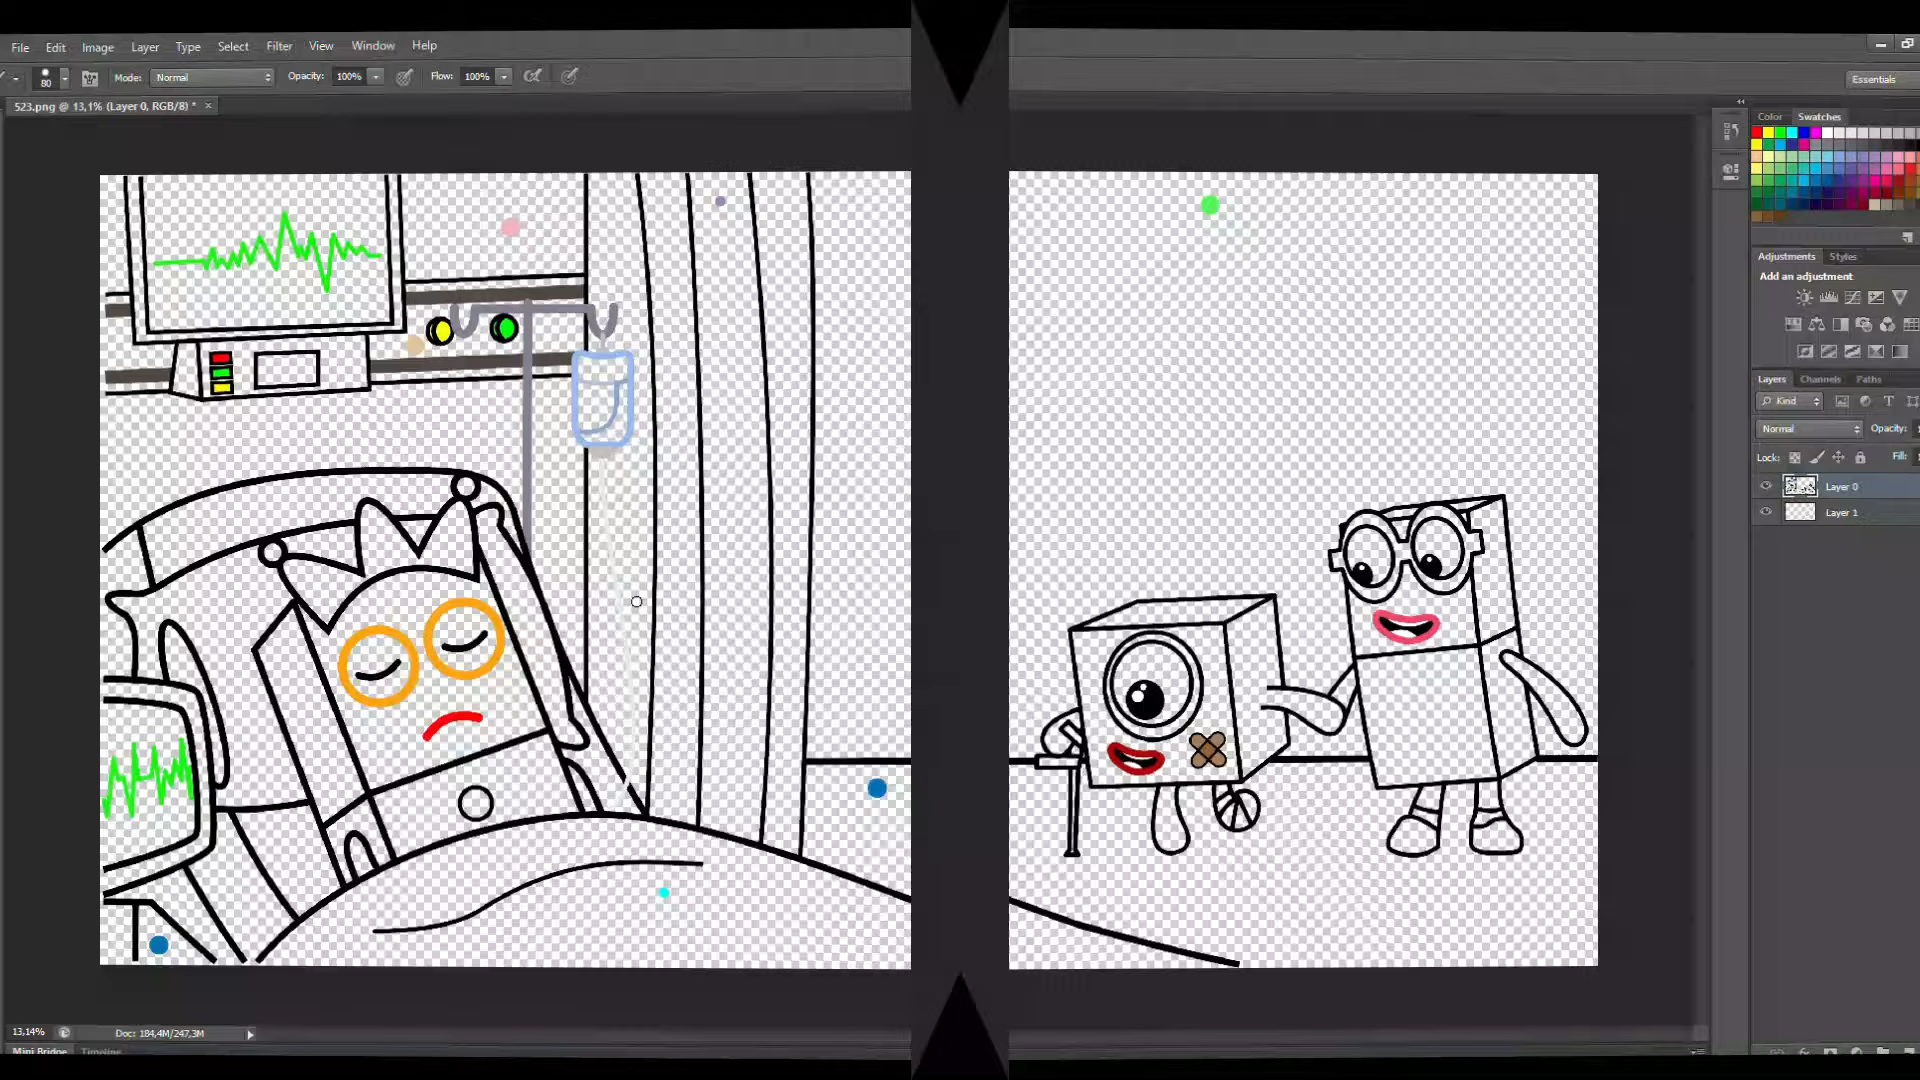 File Edit Image Layer Type Select Filter View Window Help
80 Mode: Normal Opacity: 100% Flow: 100%
Essentials
523.png @ 13,1% (Layer 0, RGB/8) *
Color Swatches
Adjustments Styles
Add an adjustment
Layers Channels Paths
Kind
Normal Opacity:
Lock: Fill:
Layer 0
Layer 1
13,14% Doc: 184,4M/247,3M
Mini Bridge Timeline